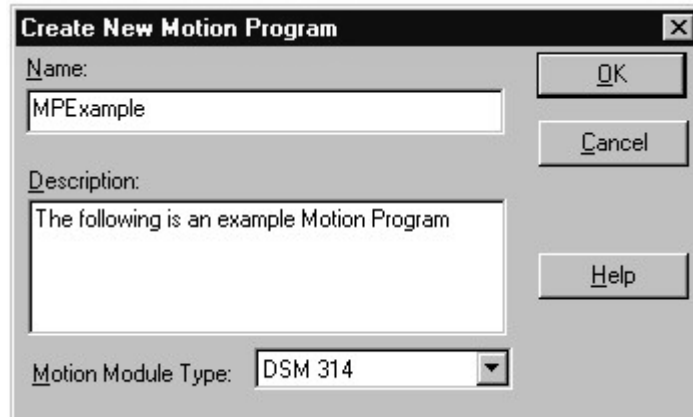 Create New Motion Program
Name:
OK
MPExample
Cancel
Description:
The following is an example Motion Program
Help
Motion Module Type: DSM 314